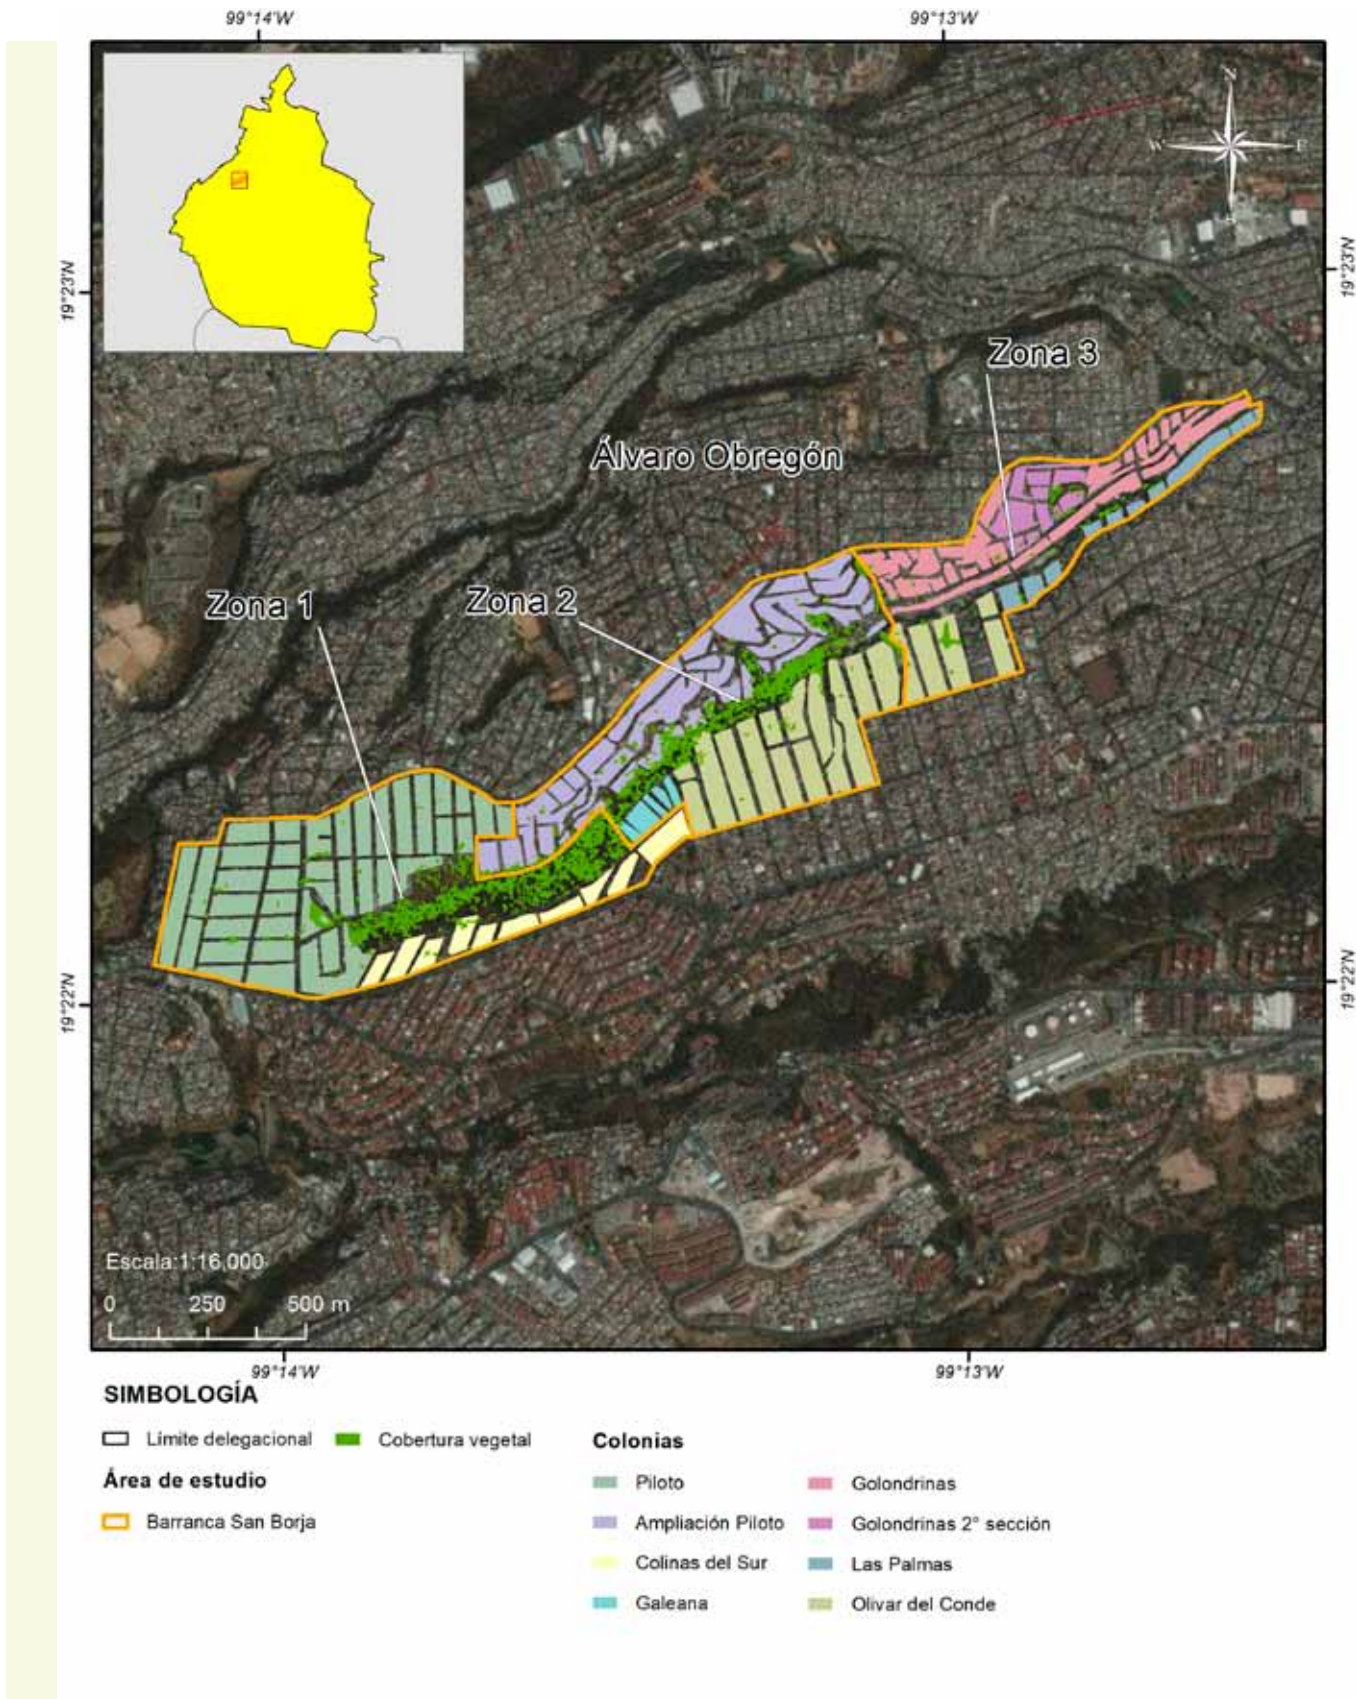 99°14'W 99°13'W
N
W E
S
19°23'N 19°23'N
Zona 3
Álvaro Obregón
Zona 1 Zona 2
19°22'N 19°22'N
Escala:1:16,000
0 250 500 m
99°14'W 99°13'W
SIMBOLOGÍA
Límite delegacional Cobertura vegetal
Área de estudio
Barranca San Borja
Colonias
Piloto Golondrinas
Ampliación Piloto Golondrinas 2° sección
Colinas del Sur Las Palmas
Galeana Olivar del Conde